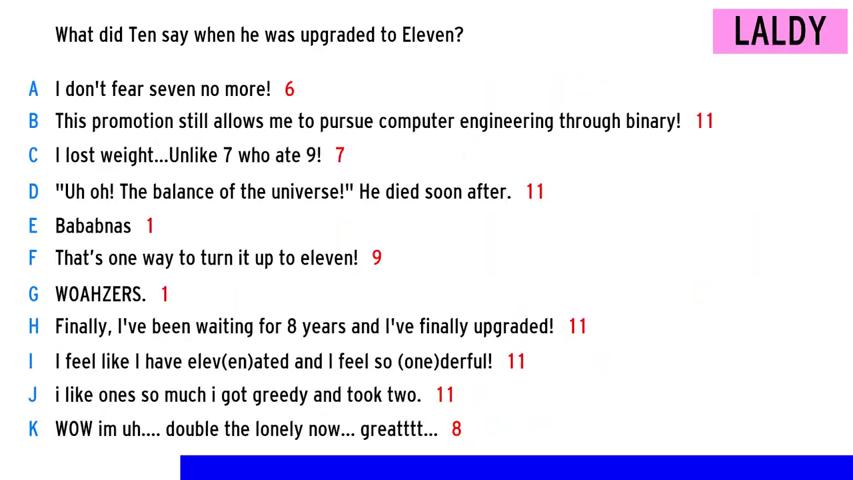 What did Ten say when he was upgraded to Eleven?
LALDY
A I don't fear seven no more! 6
B This promotion still allows me to pursue computer engineering through binary! 11
C I lost weight...Unlike 7 who ate 9! 7
D "Uh oh! The balance of the universe!" He died soon after. 11
E Bababnas 1
F That's one way to turn it up to eleven! 9
G WOAHZERS. 1
H Finally, I've been waiting for 8 years and I've finally upgraded! 11
I I feel like I have elev(en)ated and I feel so (one)derful! 11
J i like ones so much i got greedy and took two. 11
K WOW im uh.... double the lonely now... greatttt... 8